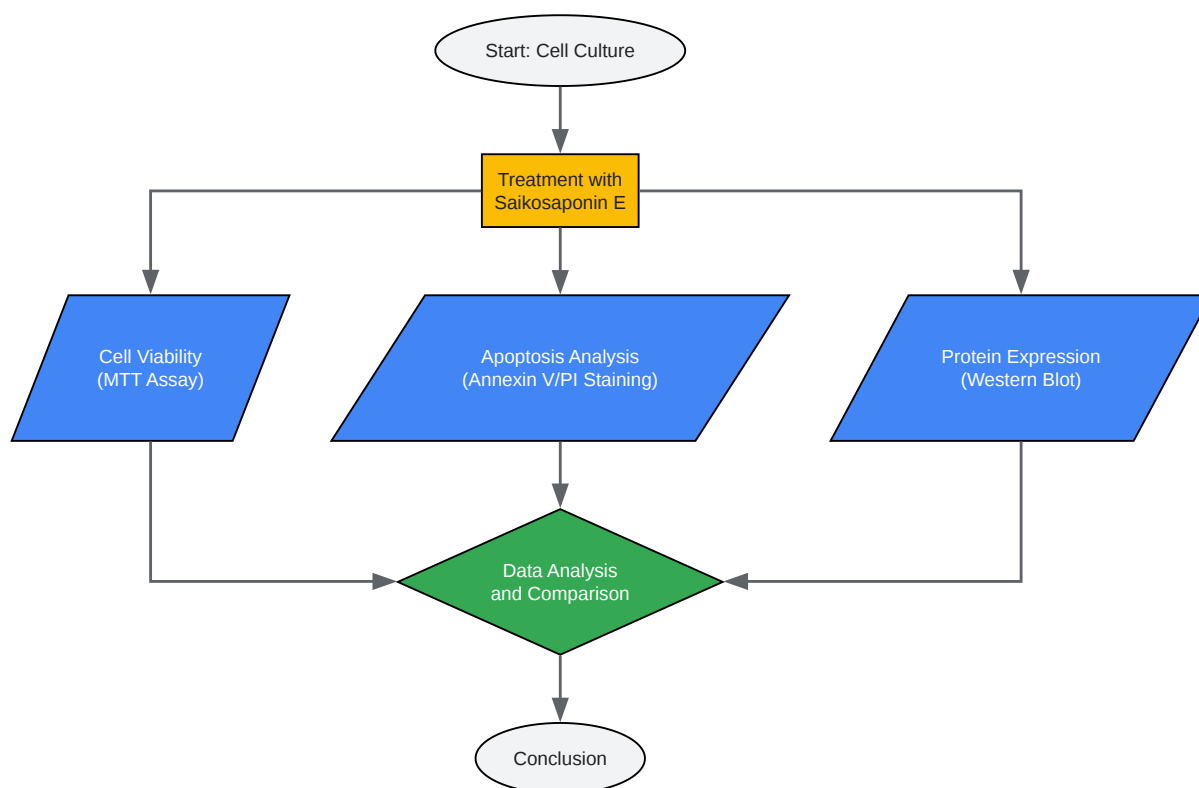 Start: Cell Culture
Treatment with
Saikosaponin E
Cell Viability
(MTT Assay)
Apoptosis Analysis
(Annexin V/PI Staining)
Protein Expression
(Western Blot)
Data Analysis
and Comparison
Conclusion